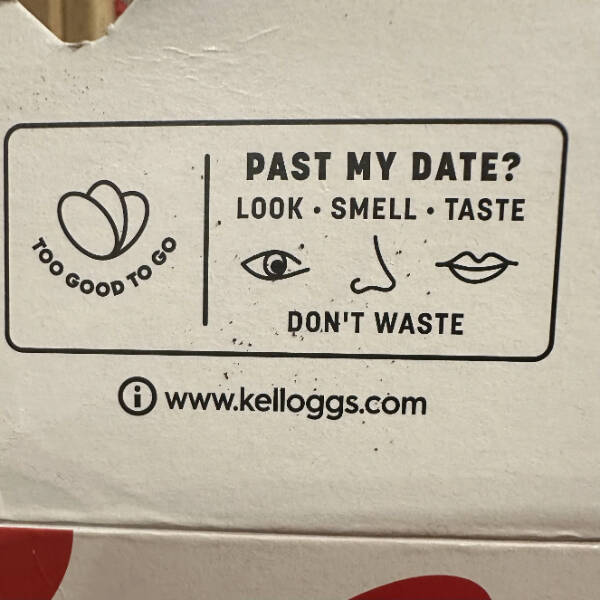 TOO GOOD TO GO
PAST MY DATE?
LOOK • SMELL • TASTE
DON'T WASTE
i www.kelloggs.com